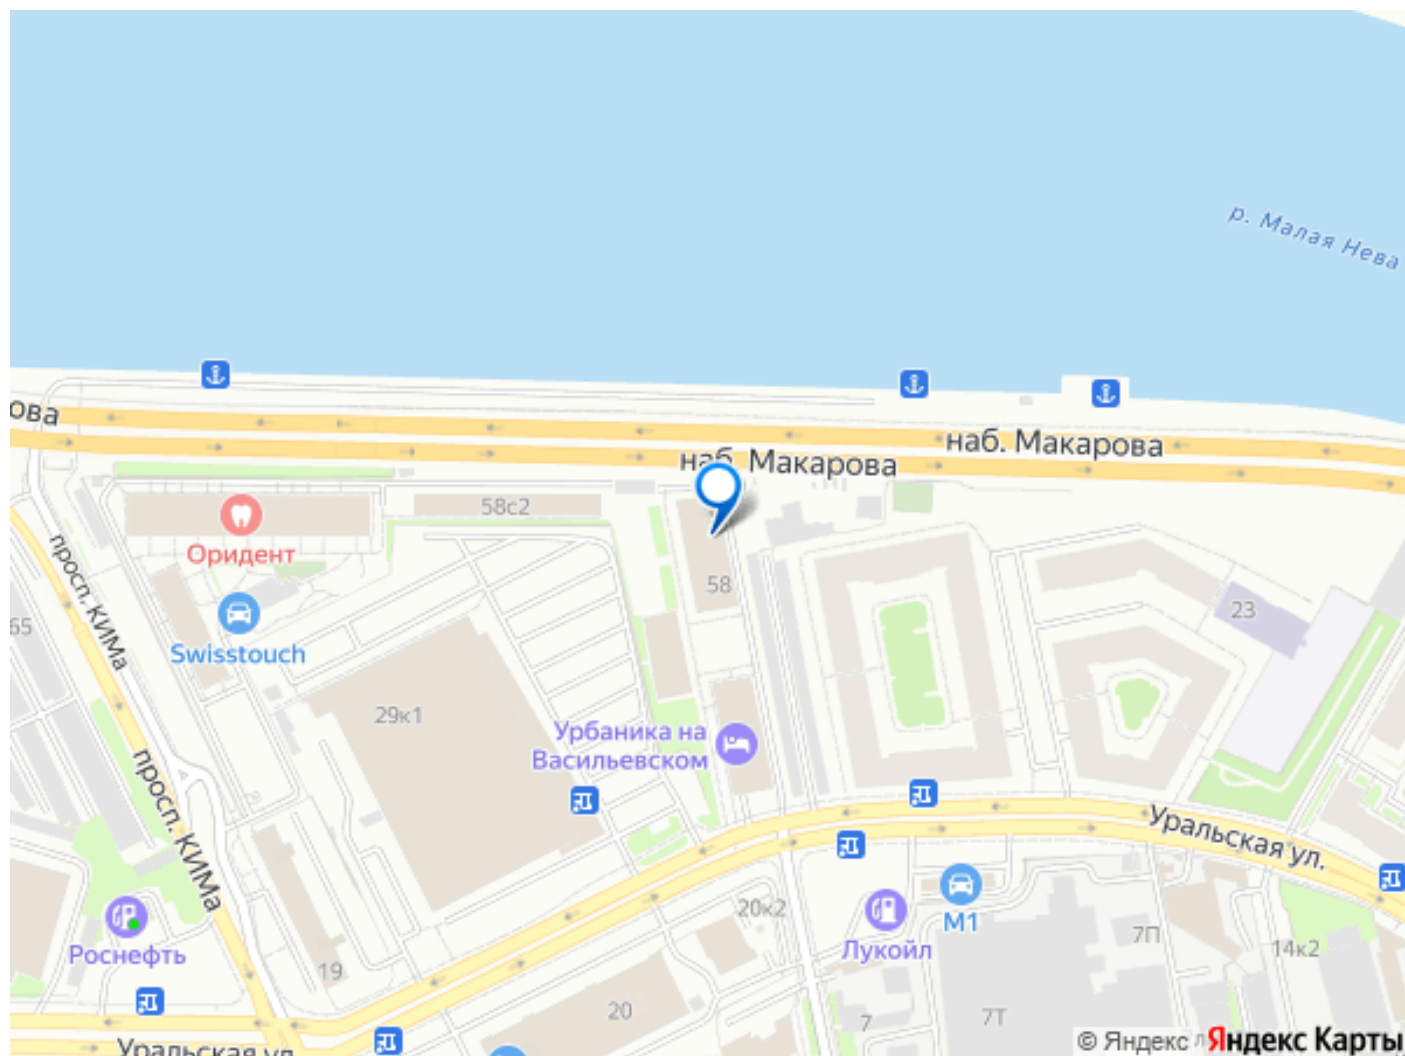 р. Малая Нева
ова
наб. Макарова
наб. Макарова
58с2
Оридент
просп. КИМа
58
23
65
Swisstouch
29к1
Урбаника на
Васильевском
просп. КИМа
Уральская ул.
20к2
М1
Роснефть
Лукойл
7П
14к2
19
20
7
7Т
© Яндекс
Яндекс Карты
Уральская ул.